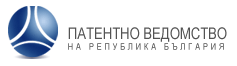 ПАТЕНТНО ВЕДОМСТВО
НА РЕПУБЛИКА БЪЛГАРИЯ